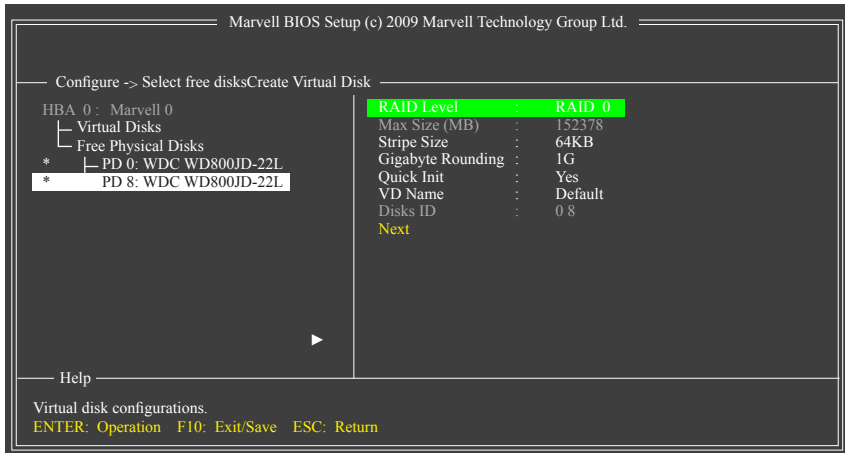 Marvell BIOS Setup (c) 2009 Marvell Technology Group Ltd.
Configure -> Select free disksCreate Virtual Disk
HBA 0 : Marvell 0
Virtual Disks
Free Physical Disks
* PD 0: WDC WD800JD-22L
* PD 8: WDC WD800JD-22L
RAID Level : RAID 0
Max Size (MB) : 152378
Stripe Size : 64KB
Gigabyte Rounding : 1G
Quick Init : Yes
VD Name : Default
Disks ID : 0 8
Next
Help
Virtual disk configurations.
ENTER: Operation F10: Exit/Save ESC: Return